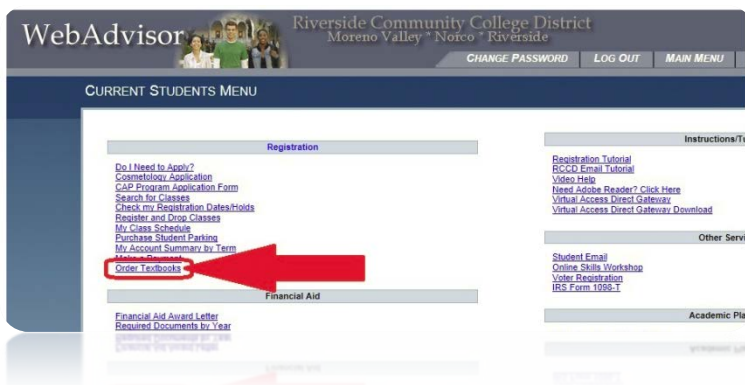 WebAdvisor
Riverside Community College District
Moreno Valley * Norco * Riverside
CHANGE PASSWORD
LOG OUT
MAIN MENU
CURRENT STUDENTS MENU
Registration
Do I Need to Apply?
Cosmetology Application
CAP Program Application Form
Search for Classes
Check my Registration Dates/Holds
Register and Drop Classes
My Class Schedule
Purchase Student Parking
My Account Summary by Term
Make a Payment
Order Textbooks
Financial Aid
Financial Aid Award Letter
Required Documents by Year
Instructions/Tu
Registration Tutorial
RCCD Email Tutorial
Video Help
Need Adobe Reader? Click Here
Virtual Access Direct Gateway
Virtual Access Direct Gateway Download
Other Servi
Student Email
Online Skills Workshop
Voter Registration
IRS Form 1098-T
Academic Pla